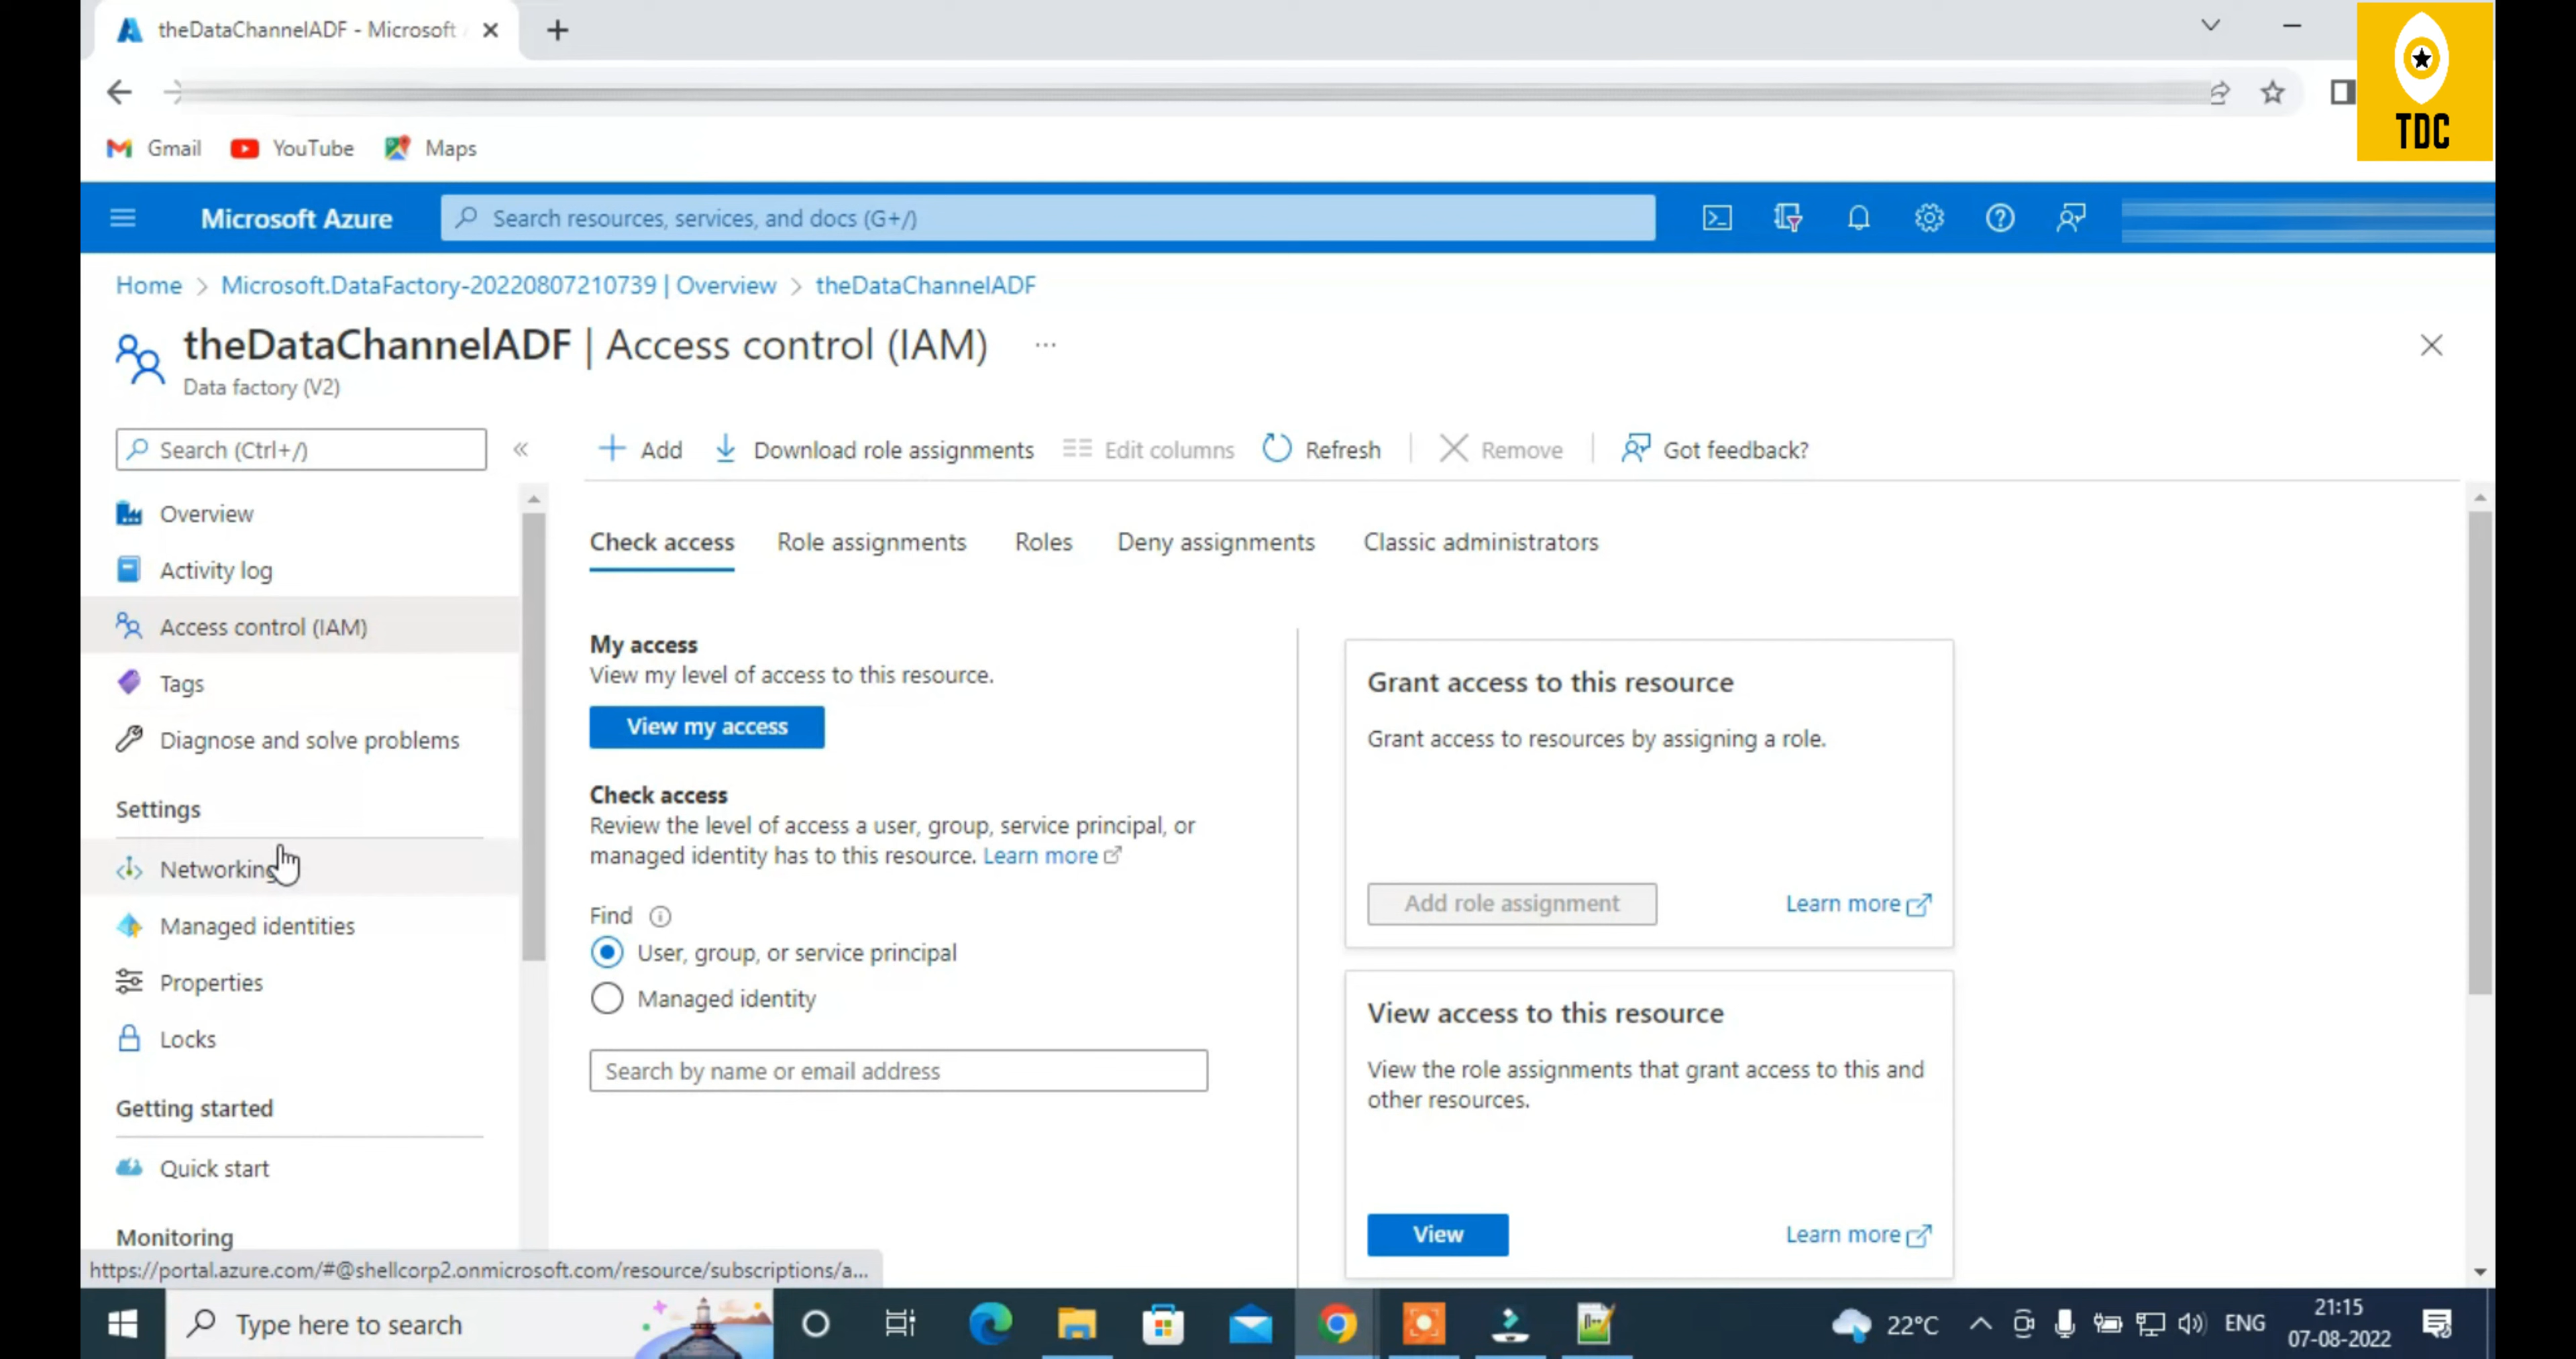 theDataChannelADF - Microsoft
TDC
Gmail
YouTube
Maps
Microsoft Azure
Search resources, services, and docs (G+/)
Home > Microsoft.DataFactory-20220807210739 | Overview > theDataChannelADF
theDataChannelADF | Access control (IAM) ...
Data factory (V2)
Search (Ctrl+/)
«
Add
Download role assignments
Edit columns
Refresh
Remove
Got feedback?
Overview
Activity log
Access control (IAM)
Tags
Diagnose and solve problems
Settings
Networking
Managed identities
Properties
Locks
Getting started
Quick start
Monitoring
Check access
Role assignments
Roles
Deny assignments
Classic administrators
My access
View my level of access to this resource.
View my access
Check access
Review the level of access a user, group, service principal, or
managed identity has to this resource. Learn more
Find
User, group, or service principal
Managed identity
Search by name or email address
Grant access to this resource
Grant access to resources by assigning a role.
Add role assignment
Learn more
View access to this resource
View the role assignments that grant access to this and
other resources.
View
Learn more
https://portal.azure.com/#@shellcorp2.onmicrosoft.com/resource/subscriptions/a...
Type here to search
22°C
ENG
21:15
07-08-2022